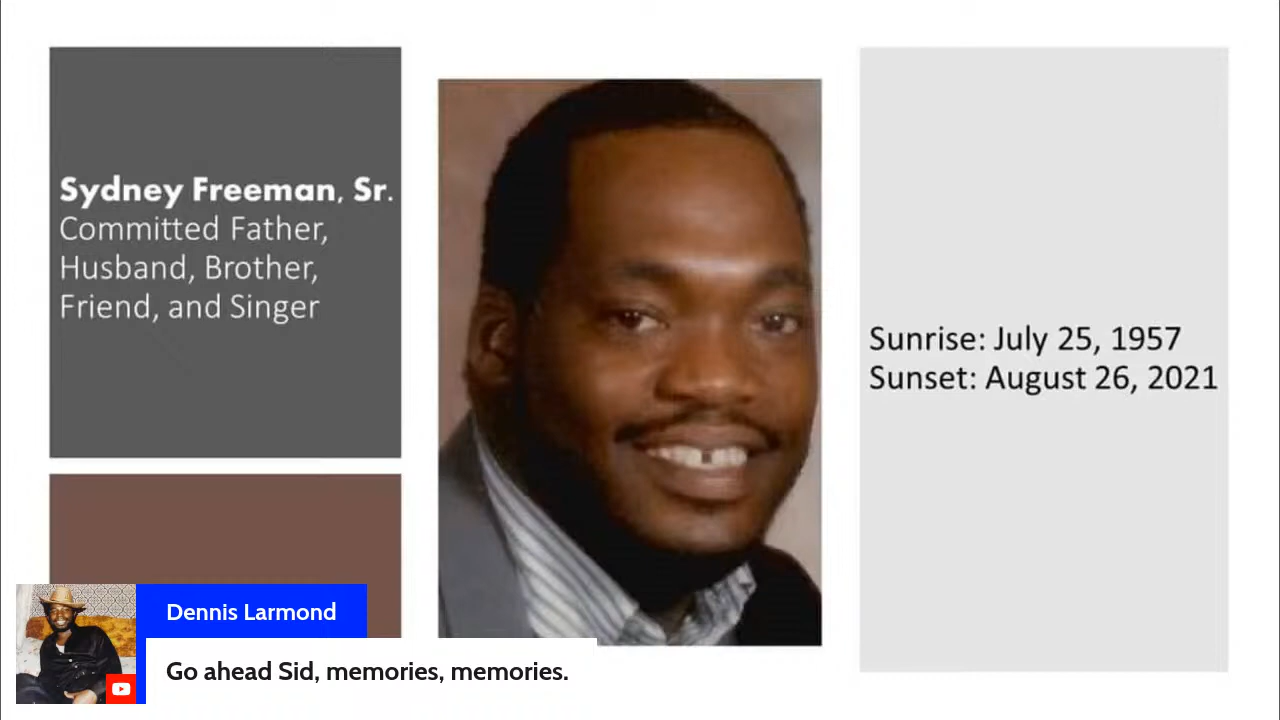 Sydney Freeman, Sr.
Committed Father,
Husband, Brother,
Friend, and Singer
Sunrise: July 25, 1957
Sunset: August 26, 2021
Dennis Larmond
Go ahead Sid, memories, memories.